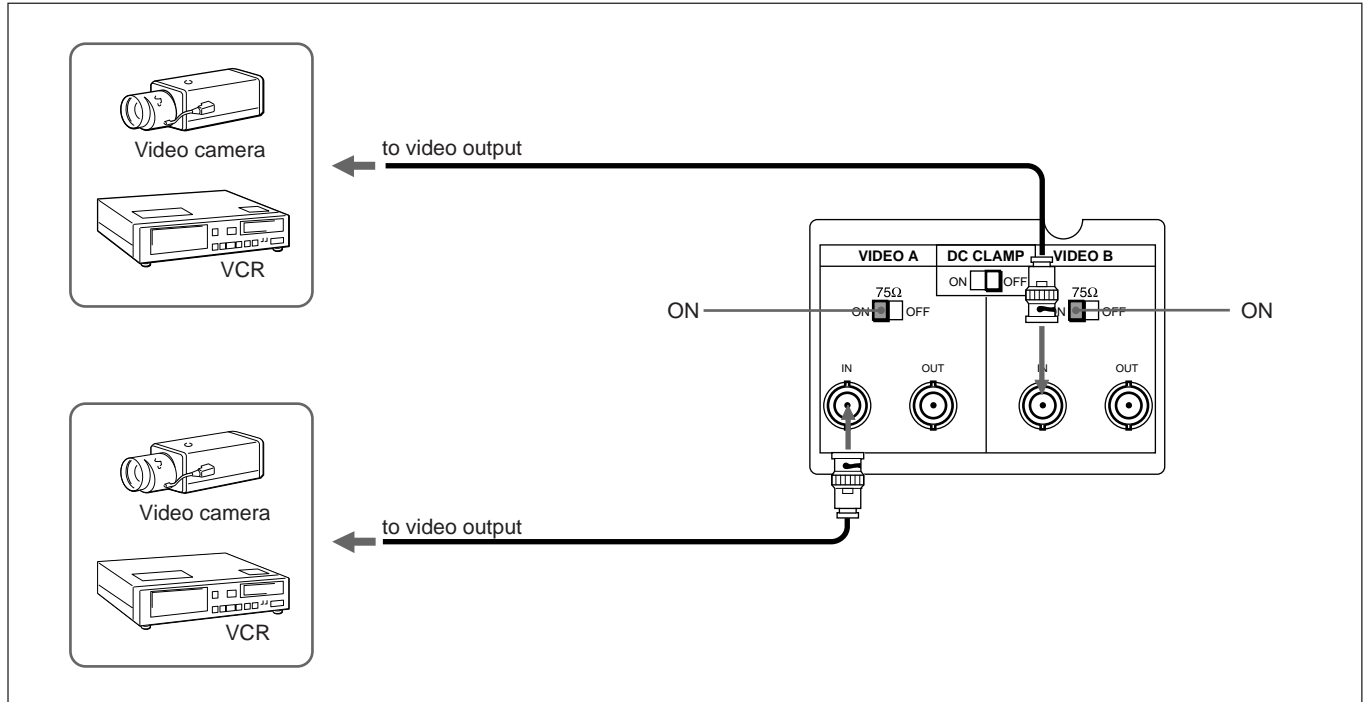 Video camera
VCR
to video output
VIDEO A
DC CLAMP
VIDEO B
ON OFF
75Ω
ON OFF
75Ω
N OFF
ON
ON
IN
OUT
IN
OUT
Video camera
VCR
to video output